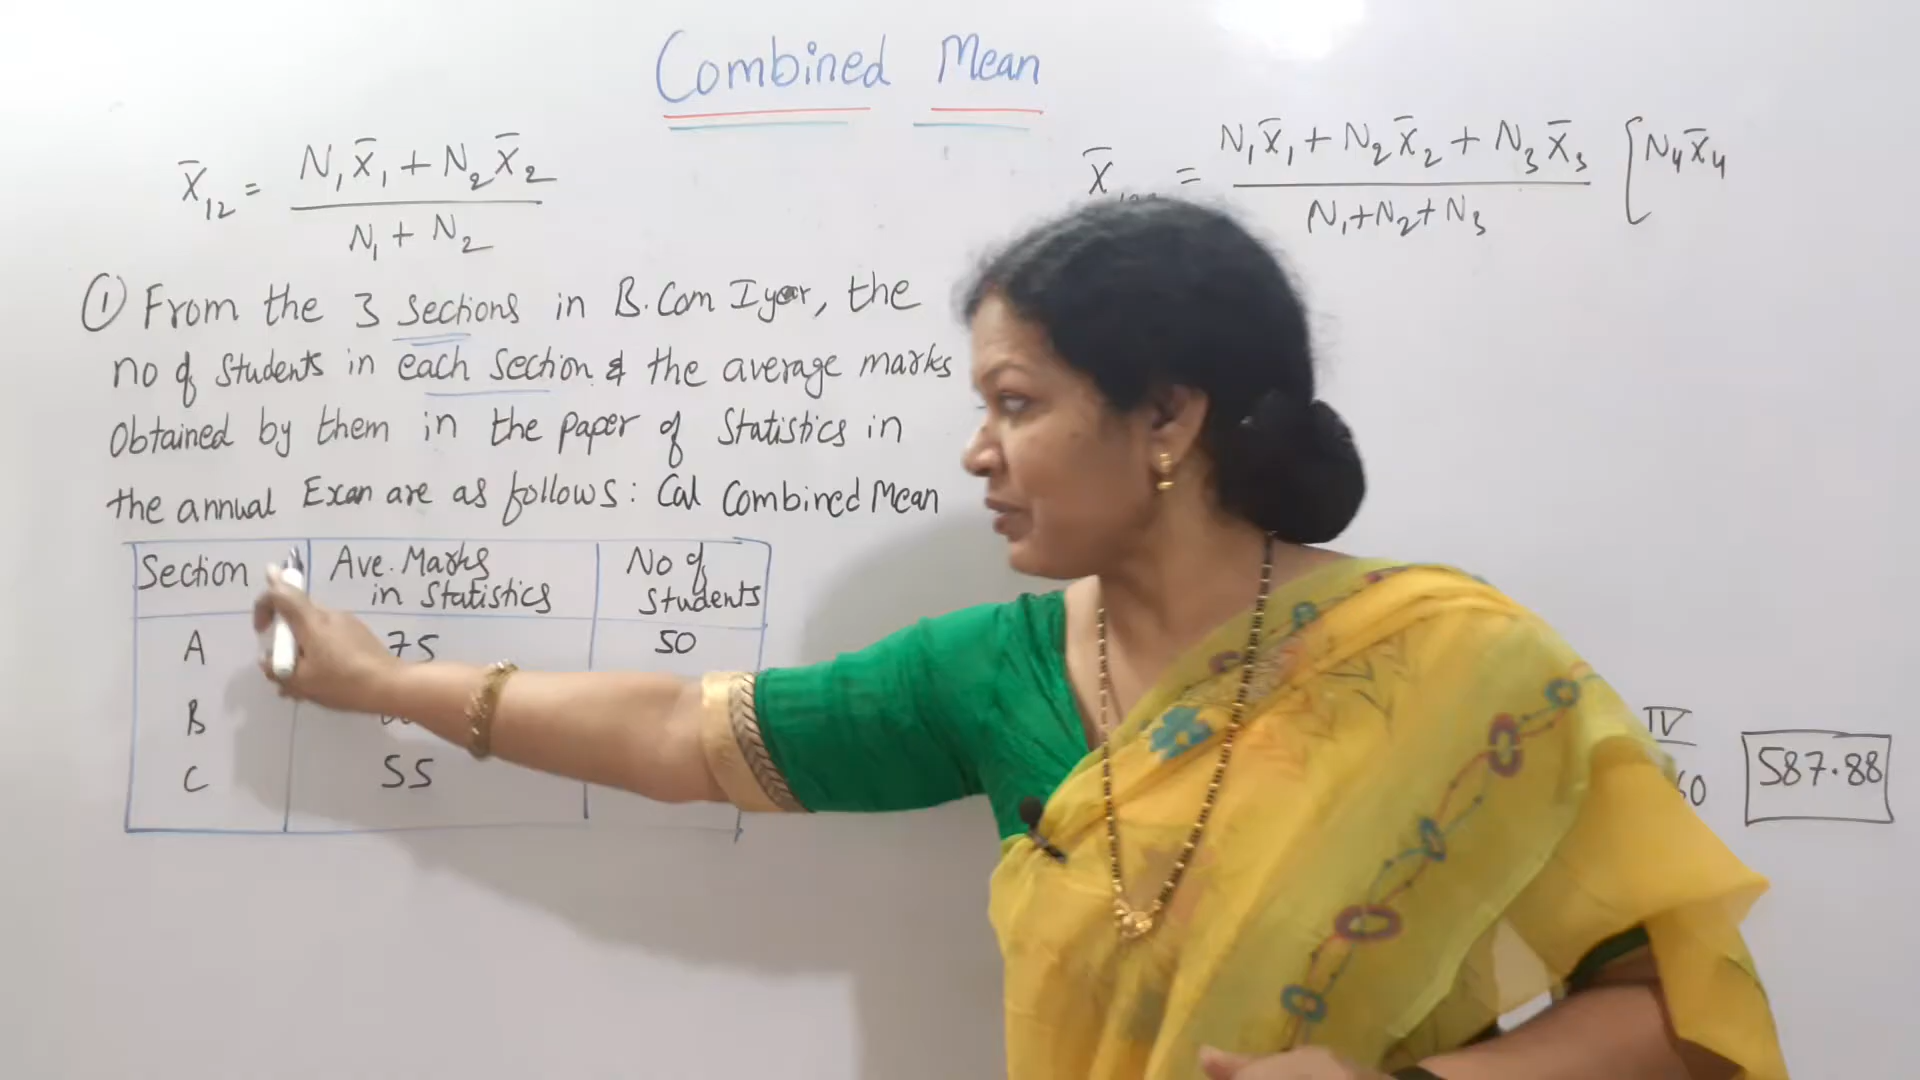 Combined Mean
X̄12 = N1X̄1 + N2X̄2
N1 + N2
X̄ = N1X̄1 + N2X̄2 + N3X̄3 [N4X̄4
N1+N2+N3
① From the 3 Sections in B.Com I year, the
no of Students in each Section & the average marks
Obtained by them in the paper of Statistics in
the annual Exam are as follows: Cal Combined Mean
Section Ave. Marks in Statistics No of Students
A 75 50
B
C 55
IV
587.88